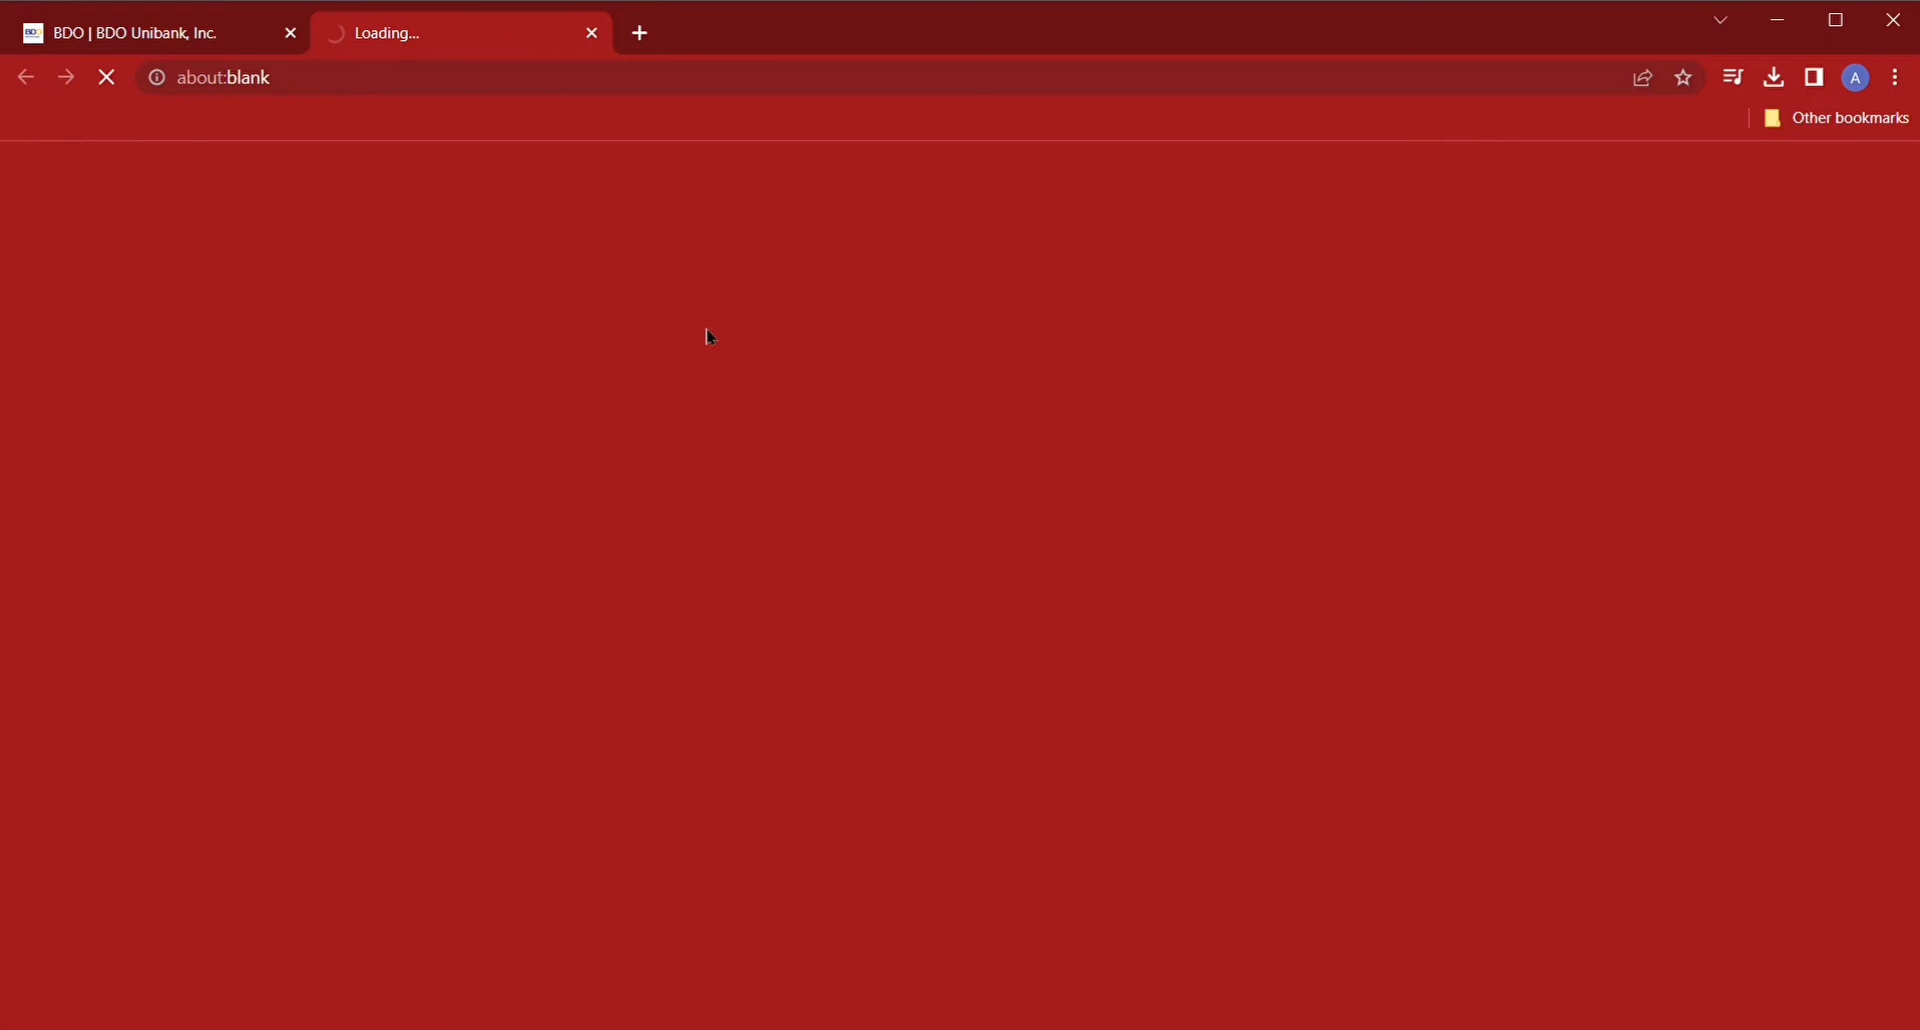 BDO | BDO Unibank, Inc.
Loading...
about:blank
A
Other bookmarks